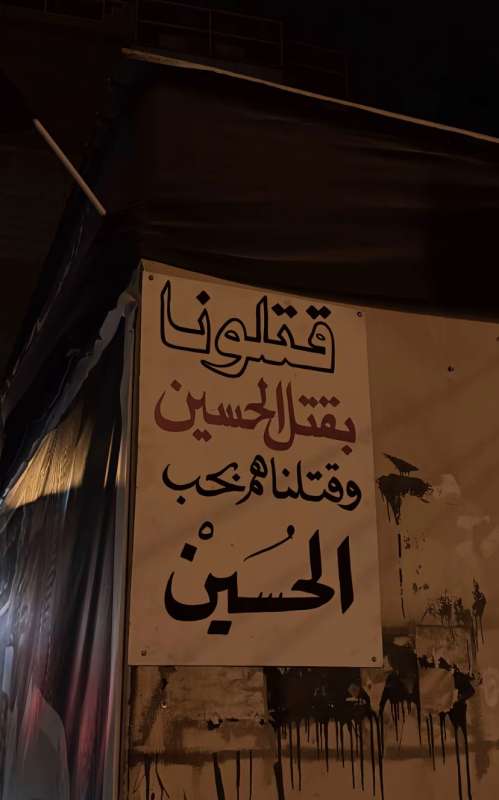 قتلونا
بقتل الحسين
وقتلناهم بحب
الحُسَيْنْ